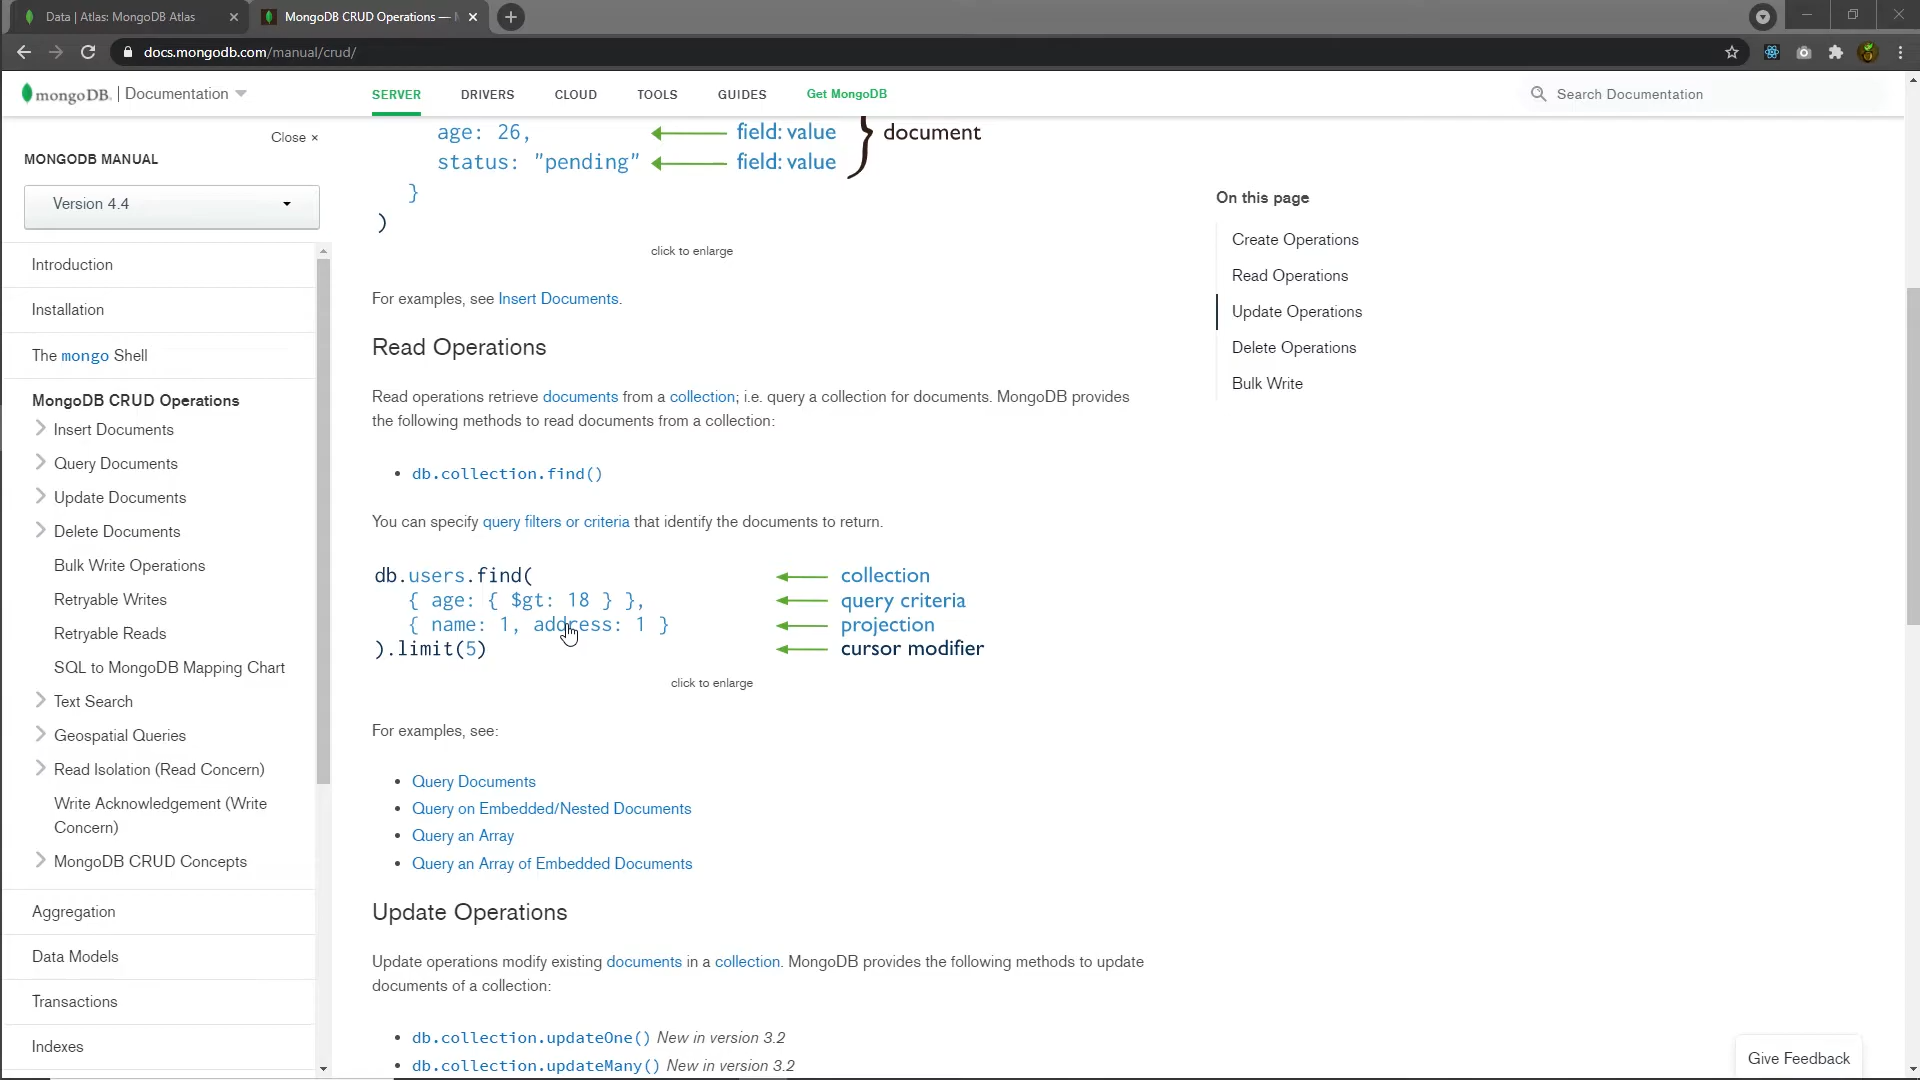 Data | Atlas: MongoDB Atlas
MongoDB CRUD Operations —
docs.mongodb.com/manual/crud/
mongoDB. | Documentation
SERVER
DRIVERS
CLOUD
TOOLS
GUIDES
Get MongoDB
Search Documentation
Close ×
MONGODB MANUAL
Version 4.4
Introduction
Installation
The mongo Shell
MongoDB CRUD Operations
Insert Documents
Query Documents
Update Documents
Delete Documents
Bulk Write Operations
Retryable Writes
Retryable Reads
SQL to MongoDB Mapping Chart
Text Search
Geospatial Queries
Read Isolation (Read Concern)
Write Acknowledgement (Write
Concern)
MongoDB CRUD Concepts
Aggregation
Data Models
Transactions
Indexes
age: 26, field: value } document
status: "pending" field: value
}
)
click to enlarge
For examples, see Insert Documents.
Read Operations
Read operations retrieve documents from a collection; i.e. query a collection for documents. MongoDB provides
the following methods to read documents from a collection:
• db.collection.find()
You can specify query filters or criteria that identify the documents to return.
db.users.find( collection
{ age: { $gt: 18 } }, query criteria
{ name: 1, address: 1 } projection
).limit(5) cursor modifier
click to enlarge
For examples, see:
• Query Documents
• Query on Embedded/Nested Documents
• Query an Array
• Query an Array of Embedded Documents
Update Operations
Update operations modify existing documents in a collection. MongoDB provides the following methods to update
documents of a collection:
• db.collection.updateOne() New in version 3.2
• db.collection.updateMany() New in version 3.2
On this page
Create Operations
Read Operations
Update Operations
Delete Operations
Bulk Write
Give Feedback